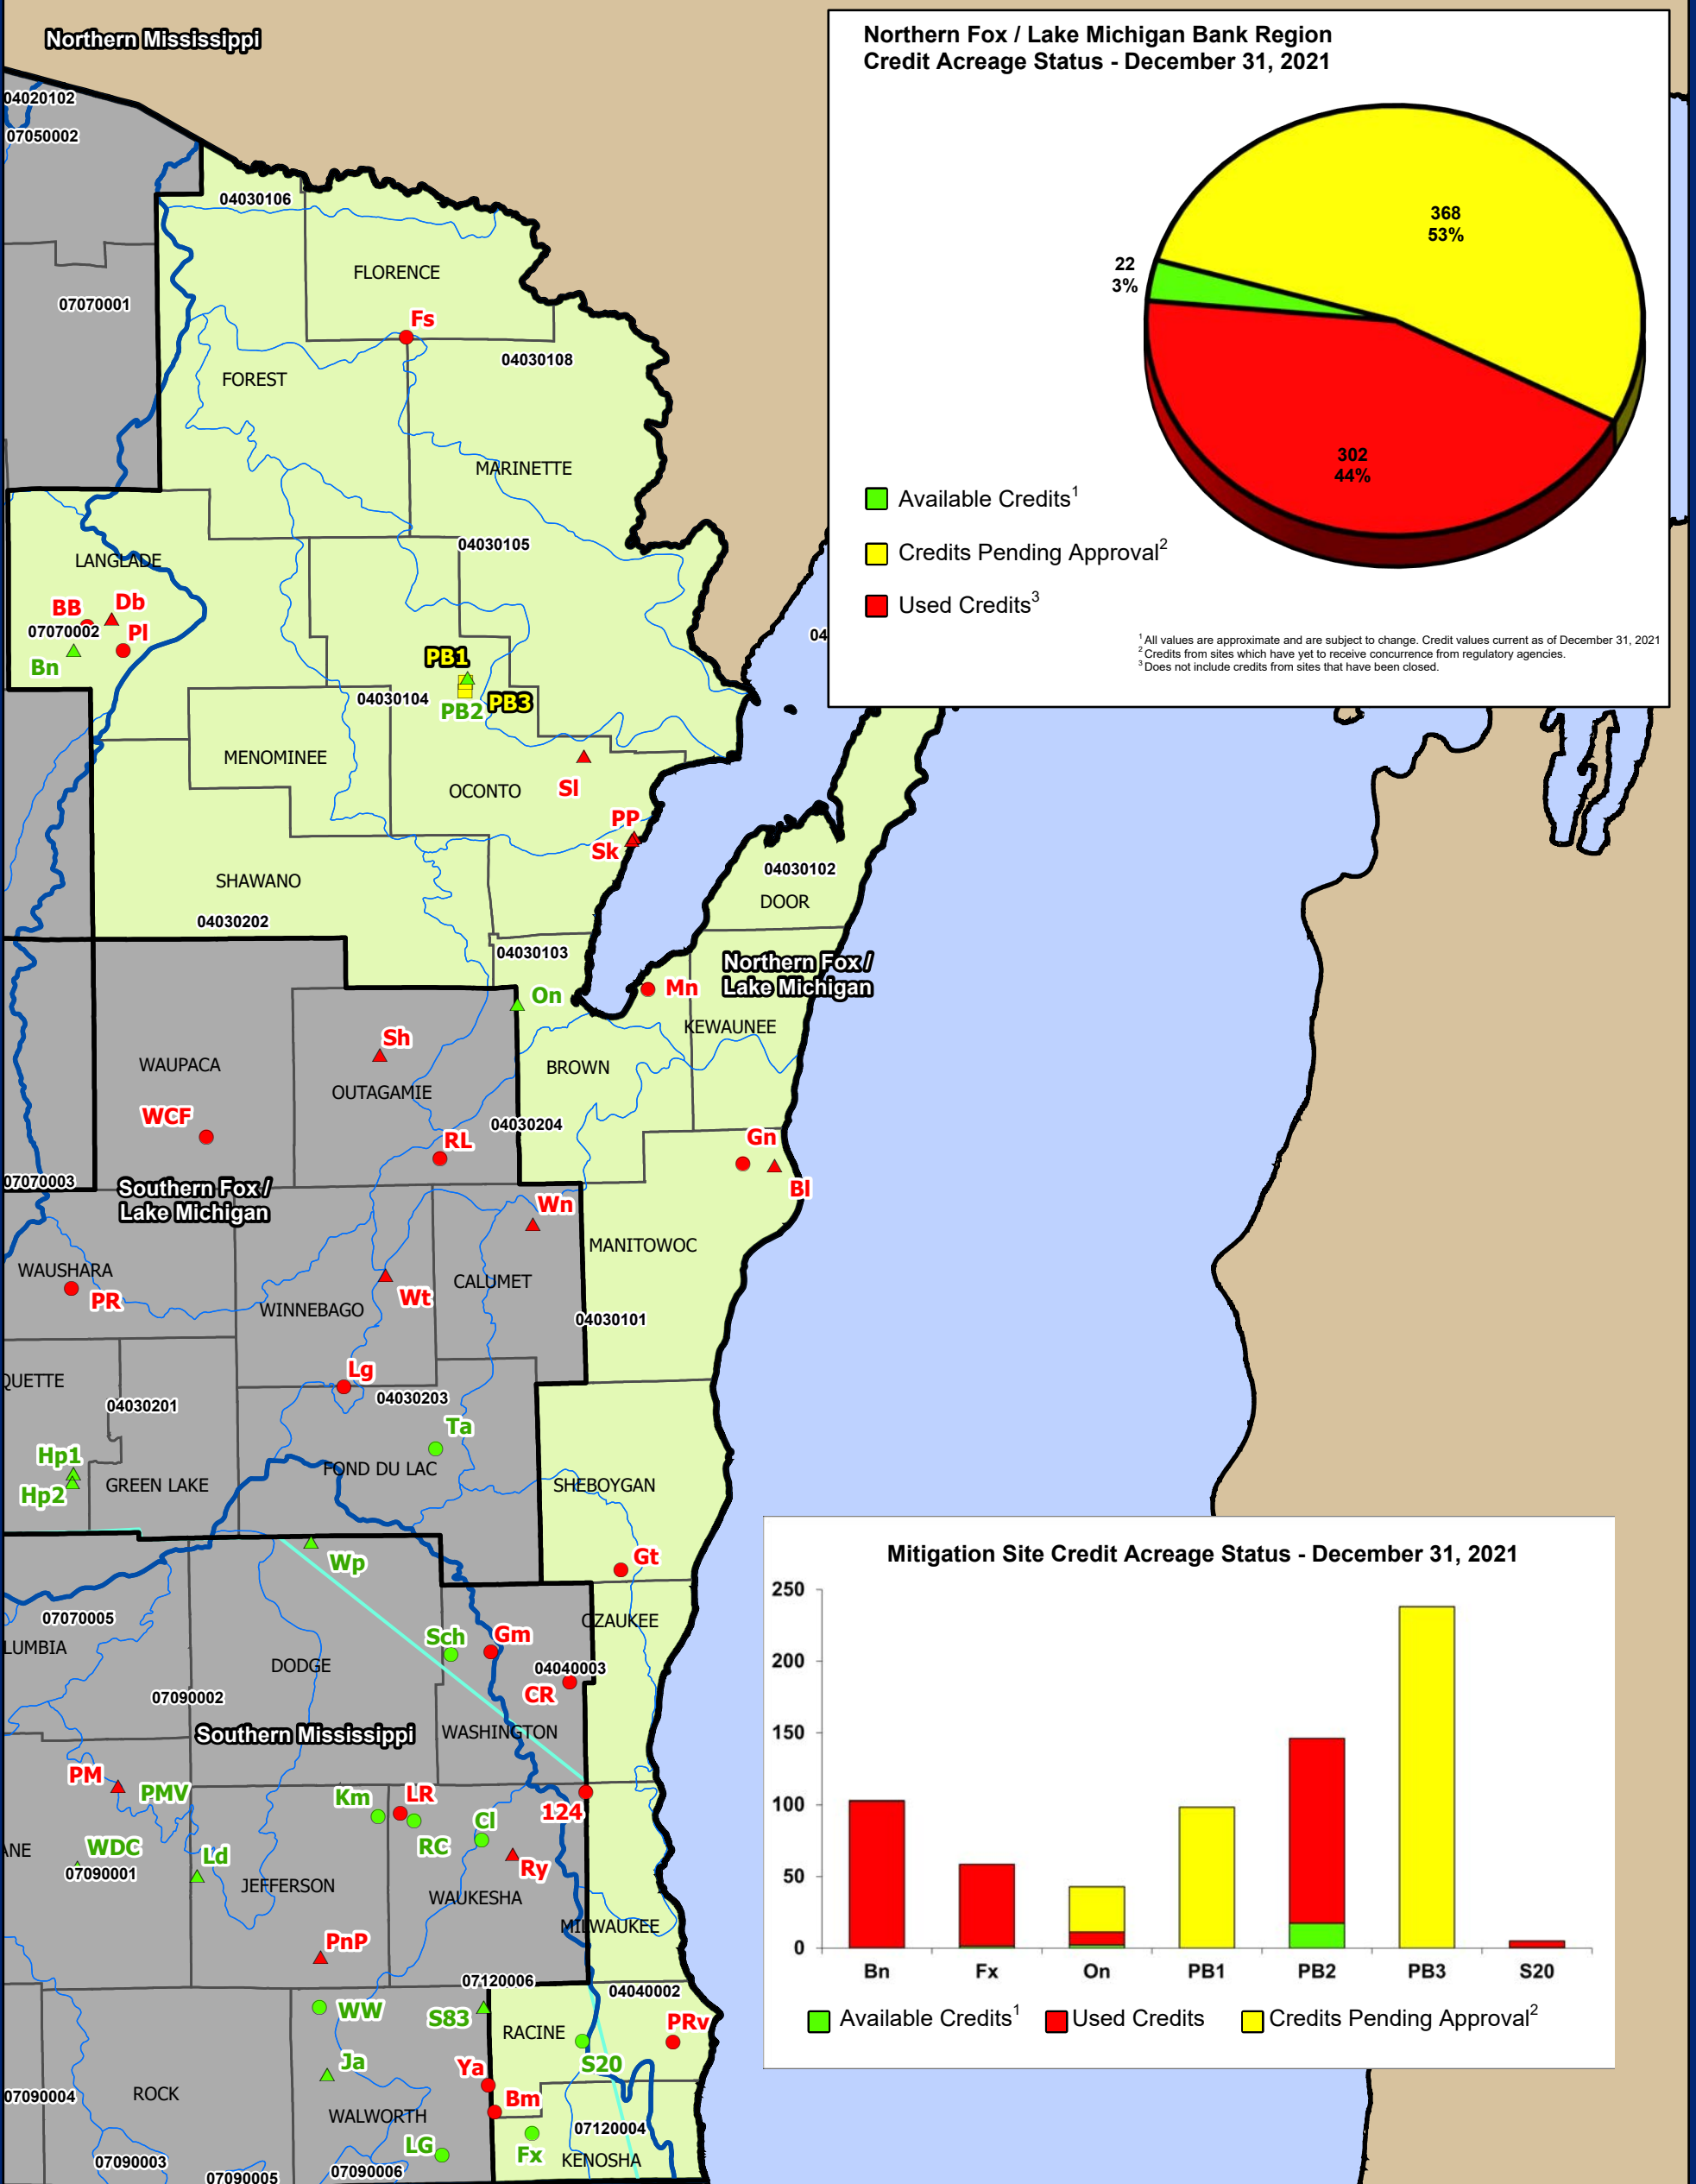 Northern Mississippi
04020102
07050002
04030106
07070001
FLORENCE
Fs
04030108
FOREST
MARINETTE
04030105
LANGLADE
BB
Db
07070002
Pl
Bn
PB1
04030104
PB2
PB3
MENOMINEE
OCONTO
Sl
PP
Sk
04030102
DOOR
SHAWANO
04030202
04030103
Northern Fox /
Lake Michigan
On
Mn
KEWAUNEE
Sh
WAUPACA
BROWN
OUTAGAMIE
WCF
04030204
RL
Gn
07070003
Southern Fox /
Lake Michigan
Bl
Wn
MANITOWOC
WAUSHARA
PR
Wt
CALUMET
WINNEBAGO
04030101
QUETTE
Lg
04030203
04030201
Ta
Hp1
FOND DU LAC
GREEN LAKE
Hp2
SHEBOYGAN
Wp
Gt
07070005
OZAUKEE
LUMBIA
Sch
Gm
DODGE
04040003
CR
07090002
Southern Mississippi
WASHINGTON
PM
PMV
Km
LR
124
Cl
WDC
RC
ANE
07090001
Ld
Ry
JEFFERSON
WAUKESHA
MILWAUKEE
PnP
07120006
04040002
WW
S83
RACINE
PRv
S20
Ja
Ya
07090004
ROCK
Bm
WALWORTH
07120004
LG
Fx
KENOSHA
07090003
07090005
07090006
04
Northern Fox / Lake Michigan Bank Region
Credit Acreage Status - December 31, 2021
368
53%
22
3%
302
44%
Available Credits1
Credits Pending Approval2
Used Credits3
1 All values are approximate and are subject to change. Credit values current as of December 31, 2021
2 Credits from sites which have yet to receive concurrence from regulatory agencies.
3 Does not include credits from sites that have been closed.
Mitigation Site Credit Acreage Status - December 31, 2021
250
200
150
100
50
0
Bn Fx On PB1 PB2 PB3 S20
Available Credits1 Used Credits Credits Pending Approval2